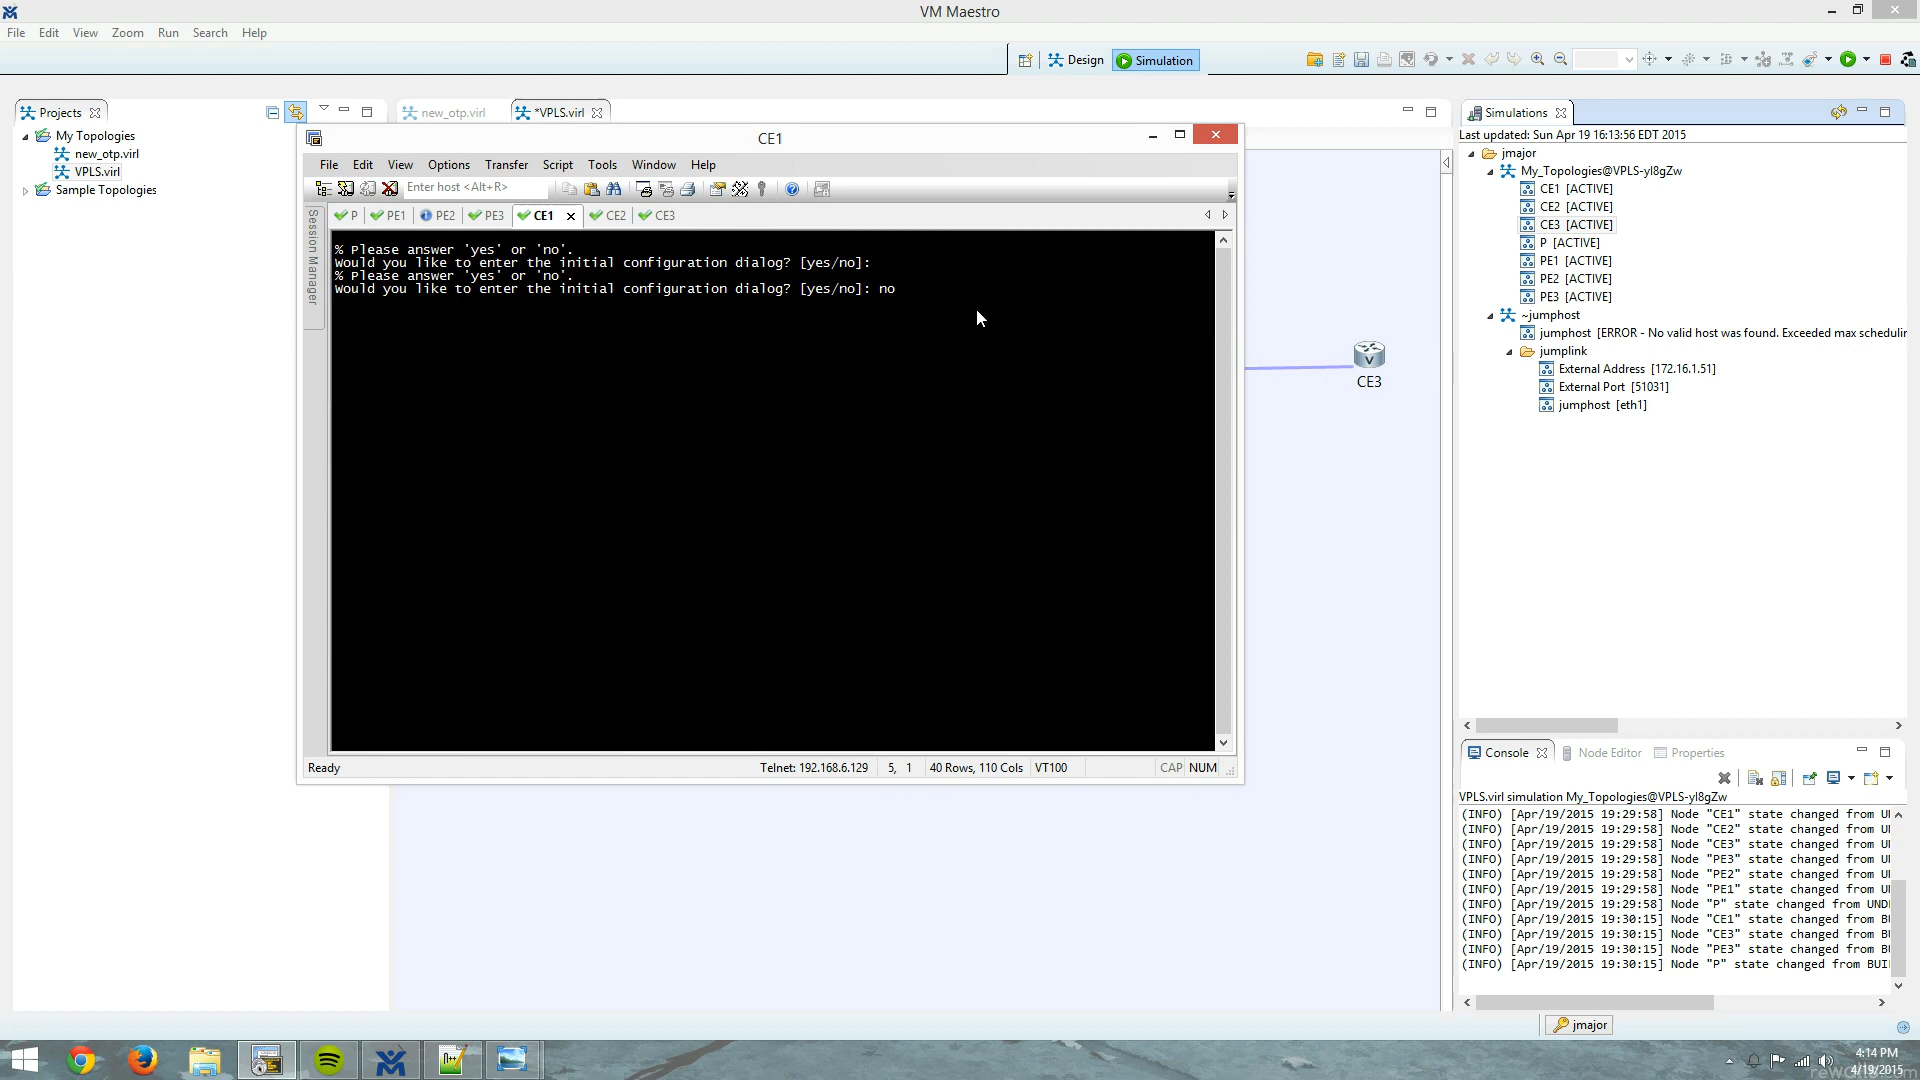 VM Maestro
File Edit View Zoom Run Search Help
Design Simulation
Projects
My Topologies
new_otp.virl
VPLS.virl
Sample Topologies
new_otp.virl *VPLS.virl
CE1
File Edit View Options Transfer Script Tools Window Help
Enter host <Alt+R>
Session Manager
P PE1 PE2 PE3 CE1 CE2 CE3
% Please answer 'yes' or 'no'.
Would you like to enter the initial configuration dialog? [yes/no]:
% Please answer 'yes' or 'no'.
Would you like to enter the initial configuration dialog? [yes/no]: no
Ready Telnet: 192.168.6.129 5, 1 40 Rows, 110 Cols VT100 CAP NUM
CE3
Simulations
Last updated: Sun Apr 19 16:13:56 EDT 2015
jmajor
My_Topologies@VPLS-yl8gZw
CE1 [ACTIVE]
CE2 [ACTIVE]
CE3 [ACTIVE]
P [ACTIVE]
PE1 [ACTIVE]
PE2 [ACTIVE]
PE3 [ACTIVE]
~jumphost
jumphost [ERROR - No valid host was found. Exceeded max schedulin
jumplink
External Address [172.16.1.51]
External Port [51031]
jumphost [eth1]
Console Node Editor Properties
VPLS.virl simulation My_Topologies@VPLS-yl8gZw
(INFO) [Apr/19/2015 19:29:58] Node "CE1" state changed from U
(INFO) [Apr/19/2015 19:29:58] Node "CE2" state changed from U
(INFO) [Apr/19/2015 19:29:58] Node "CE3" state changed from U
(INFO) [Apr/19/2015 19:29:58] Node "PE3" state changed from U
(INFO) [Apr/19/2015 19:29:58] Node "PE2" state changed from U
(INFO) [Apr/19/2015 19:29:58] Node "PE1" state changed from U
(INFO) [Apr/19/2015 19:29:58] Node "P" state changed from UND
(INFO) [Apr/19/2015 19:30:15] Node "CE1" state changed from B
(INFO) [Apr/19/2015 19:30:15] Node "CE3" state changed from B
(INFO) [Apr/19/2015 19:30:15] Node "PE3" state changed from B
(INFO) [Apr/19/2015 19:30:15] Node "P" state changed from BUI
jmajor
4:14 PM
4/19/2015